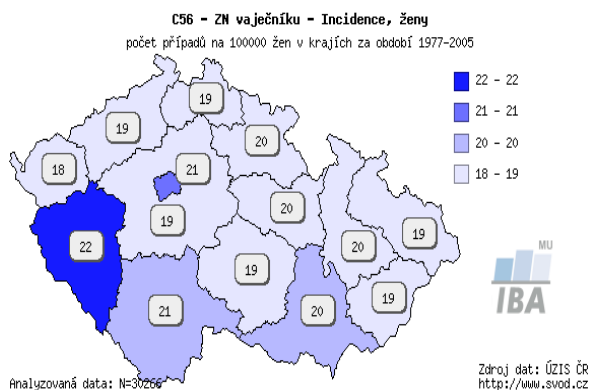 C56 - ZN vaječníku - Incidence, ženy
počet případů na 100000 žen v krajích za období 1977-2005
22 - 22
21 - 21
20 - 20
18 - 19
19
19
20
18
21
19
20
22
19
20
19
21
20
19
MU
IBA
Analyzovaná data: N=30266
Zdroj dat: ÚZIS ČR
http://www.svod.cz